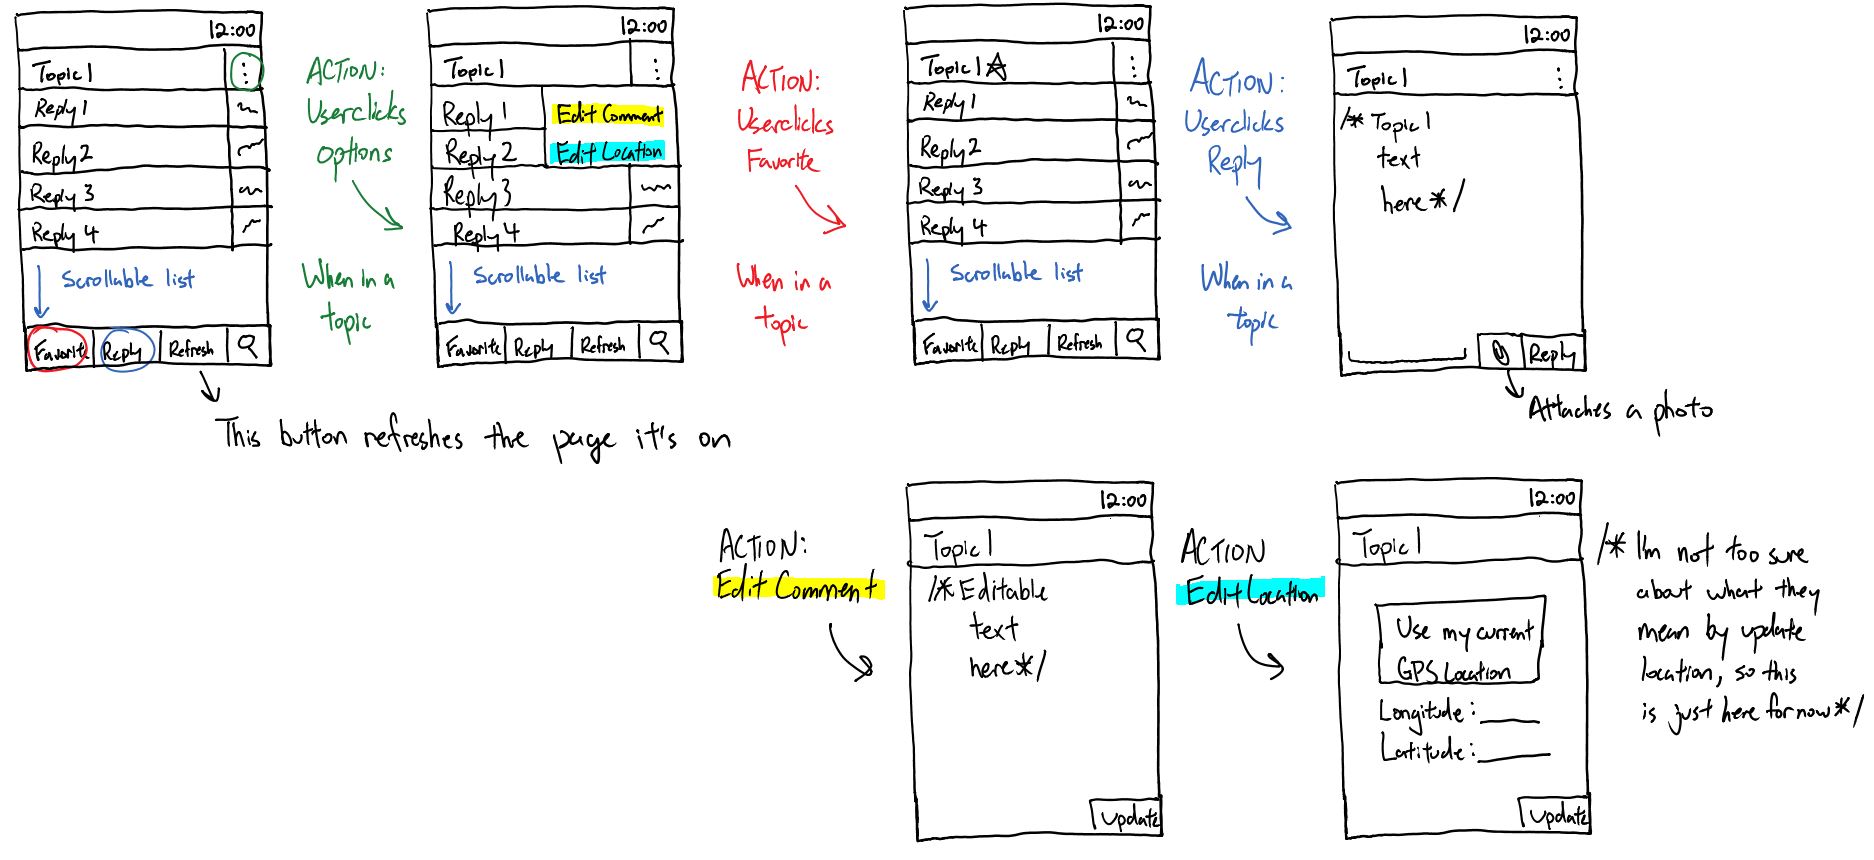 12:00
Topic 1
Reply 1
Reply 2
Reply 3
Reply 4
Scrollable list
Favorite Reply Refresh
This button refreshes the page it's on
ACTION:
User clicks
options
When in a
topic
12:00
Topic 1
Reply 1
Edit Comment
Reply 2
Edit Location
Reply 3
Reply 4
Scrollable list
Favorite Reply Refresh
ACTION:
User clicks
Favorite
When in a
topic
12:00
Topic 1
Reply 1
Reply 2
Reply 3
Reply 4
Scrollable list
Favorite Reply Refresh
ACTION:
User clicks
Reply
When in a
topic
12:00
Topic 1
/* Topic 1
text
here */
Reply
Attaches a photo
ACTION:
Edit Comment
12:00
Topic 1
/* Editable
text
here */
Update
ACTION
Edit Location
12:00
Topic 1
Use my current
GPS Location
Longitude: ____
Latitude: ____
Update
/* I'm not too sure
about what they
mean by update
location, so this
is just here for now */